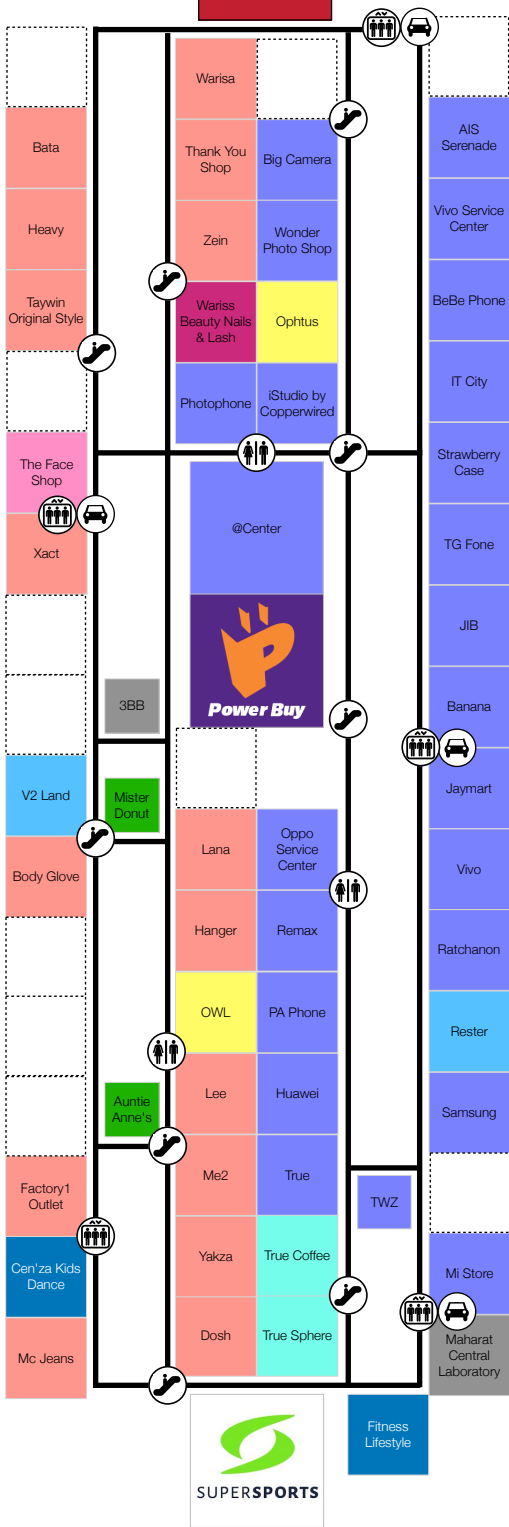 Warisa
Bata
Thank You
Shop
Big Camera
AIS
Serenade
Heavy
Zein
Wonder
Photo Shop
Vivo Service
Center
Taywin
Original Style
Wariss
Beauty Nails
& Lash
Ophtus
BeBe Phone
Photophone
iStudio by
Copperwired
IT City
The Face
Shop
Strawberry
Case
Xact
@Center
TG Fone
JIB
3BB
Power Buy
Banana
V2 Land
Mister
Donut
Jaymart
Body Glove
Lana
Oppo
Service
Center
Vivo
Hanger
Remax
Ratchanon
OWL
PA Phone
Rester
Auntie
Anne's
Lee
Huawei
Samsung
Factory1
Outlet
Me2
True
TWZ
Cen'za Kids
Dance
Yakza
True Coffee
Mi Store
Mc Jeans
Dosh
True Sphere
Maharat
Central
Laboratory
SUPERSPORTS
Fitness
Lifestyle